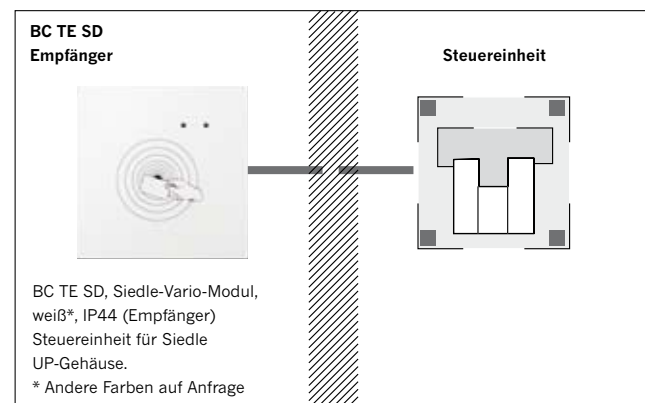 BC TE SD
Empfänger
Steuereinheit
BC TE SD, Siedle-Vario-Modul,
weiß*, IP44 (Empfänger)
Steuereinheit für Siedle
UP-Gehäuse.
* Andere Farben auf Anfrage